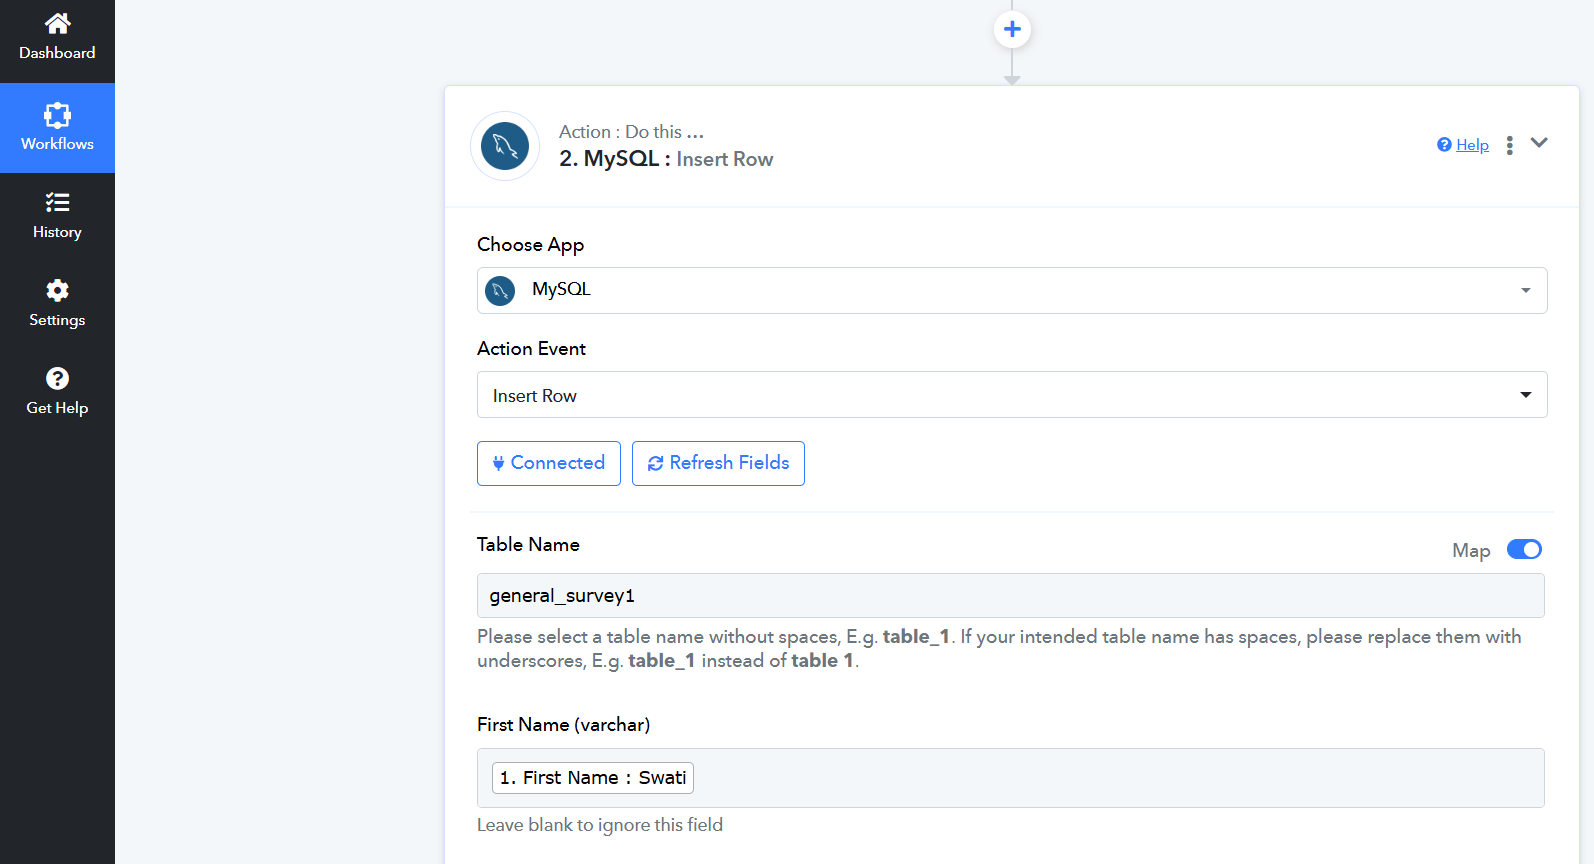 Dashboard
Workflows
History
Settings
Get Help
Action : Do this ...
2. MySQL : Insert Row
Help
Choose App
MySQL
Action Event
Insert Row
Connected
Refresh Fields
Table Name
Map
general_survey1
Please select a table name without spaces, E.g. table_1. If your intended table name has spaces, please replace them with
underscores, E.g. table_1 instead of table 1.
First Name (varchar)
1. First Name : Swati
Leave blank to ignore this field